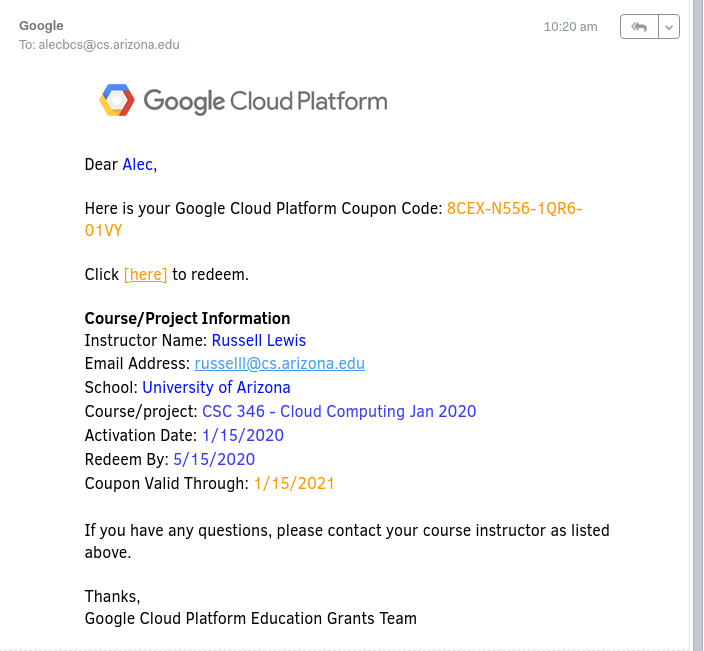 Google
10:20 am
To: alecbcs@cs.arizona.edu
Google Cloud Platform
Dear Alec,
Here is your Google Cloud Platform Coupon Code: 8CEX-N556-1QR6-
01VY
Click [here] to redeem.
Course/Project Information
Instructor Name: Russell Lewis
Email Address: russelll@cs.arizona.edu
School: University of Arizona
Course/project: CSC 346 - Cloud Computing Jan 2020
Activation Date: 1/15/2020
Redeem By: 5/15/2020
Coupon Valid Through: 1/15/2021
If you have any questions, please contact your course instructor as listed
above.
Thanks,
Google Cloud Platform Education Grants Team